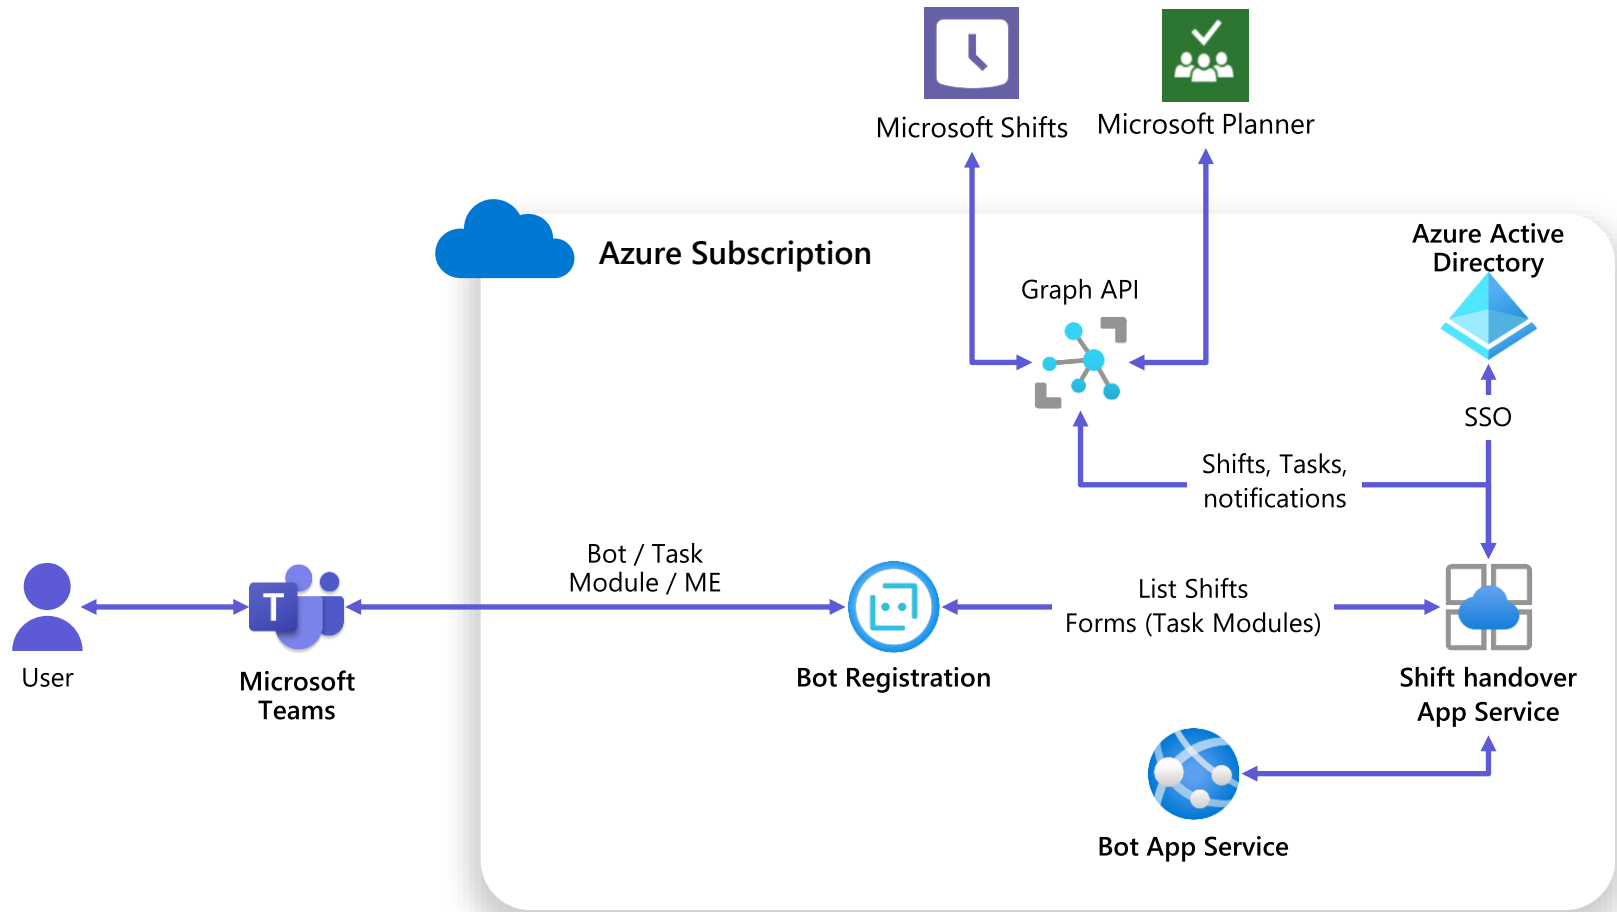 Microsoft Shifts
Microsoft Planner
Azure Subscription
Azure Active
Directory
Graph API
SSO
Shifts, Tasks,
notifications
Bot / Task
Module / ME
List Shifts
Forms (Task Modules)
T
User
Microsoft
Teams
Bot Registration
Shift handover
App Service
Bot App Service